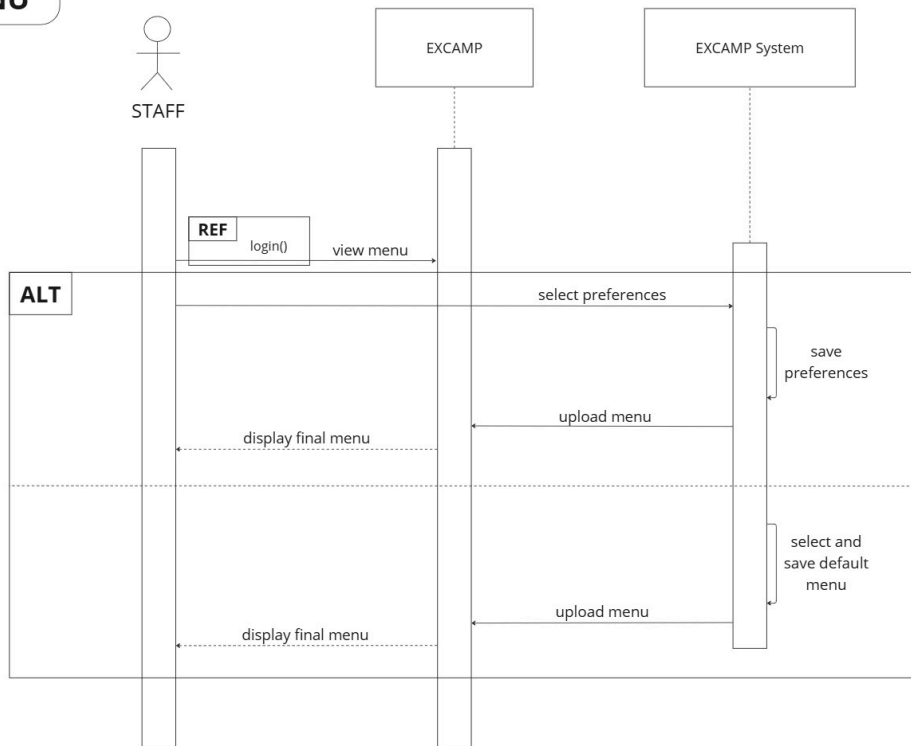 EXCAMP
EXCAMP System
STAFF
REF
login()
view menu
ALT
select preferences
save
preferences
upload menu
display final menu
select and
save default
menu
upload menu
display final menu